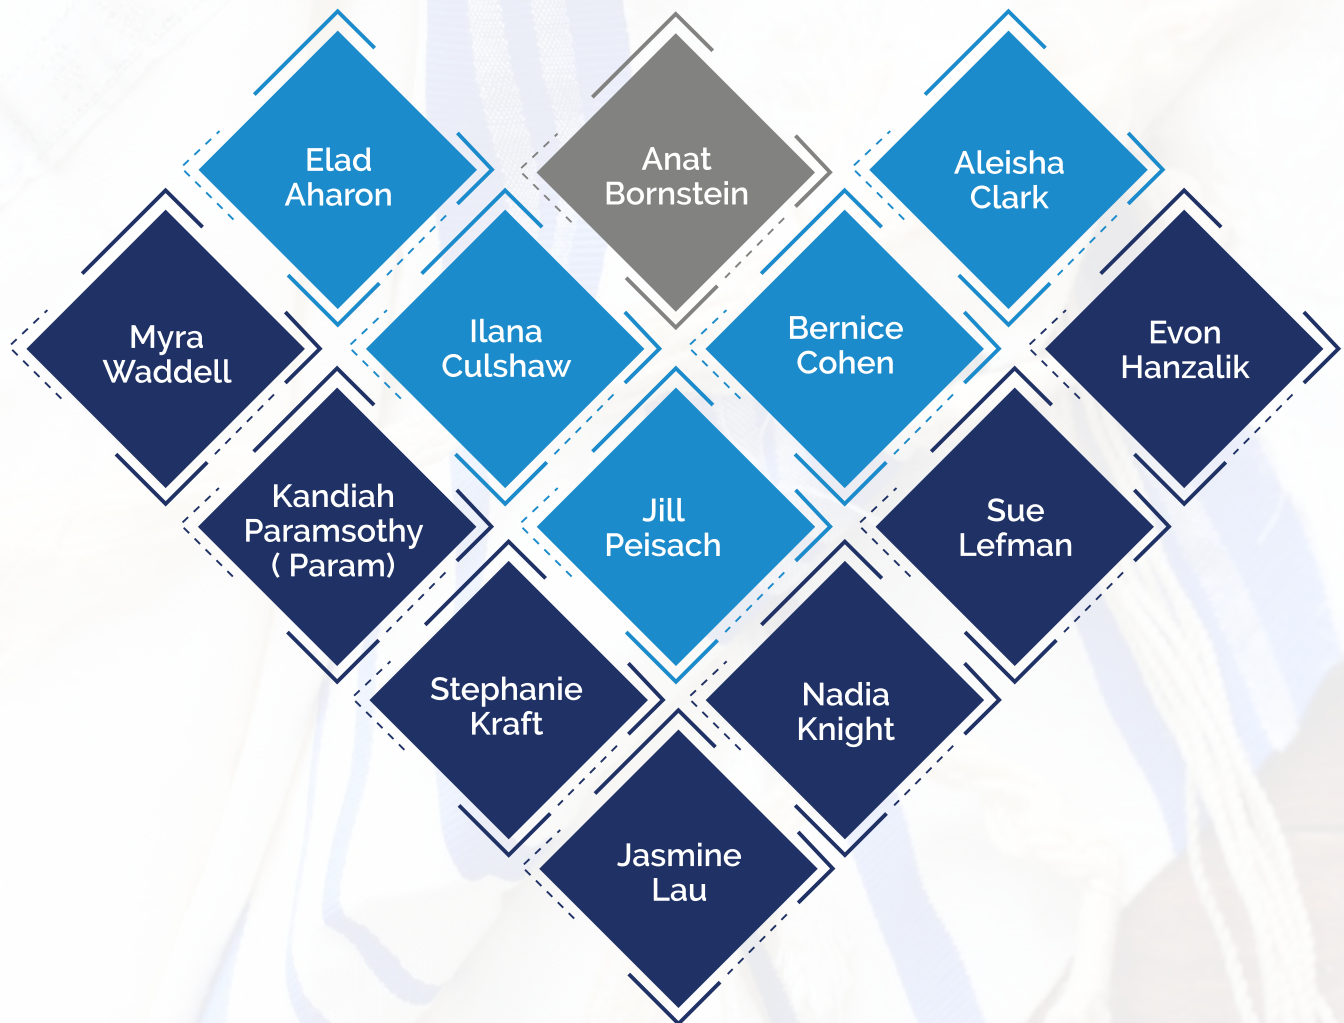 Elad
Aharon
Anat
Bornstein
Aleisha
Clark
Myra
Waddell
Ilana
Culshaw
Bernice
Cohen
Evon
Hanzalik
Kandiah
Paramsothy
( Param)
Jill
Peisach
Sue
Lefman
Stephanie
Kraft
Nadia
Knight
Jasmine
Lau